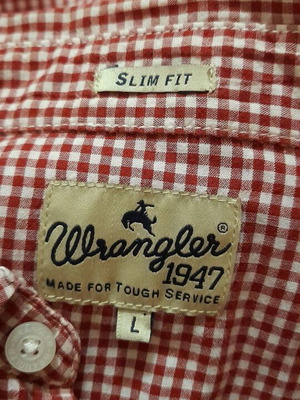 SLIM FIT
Wrangler®
1947
MADE FOR TOUGH SERVICE
L